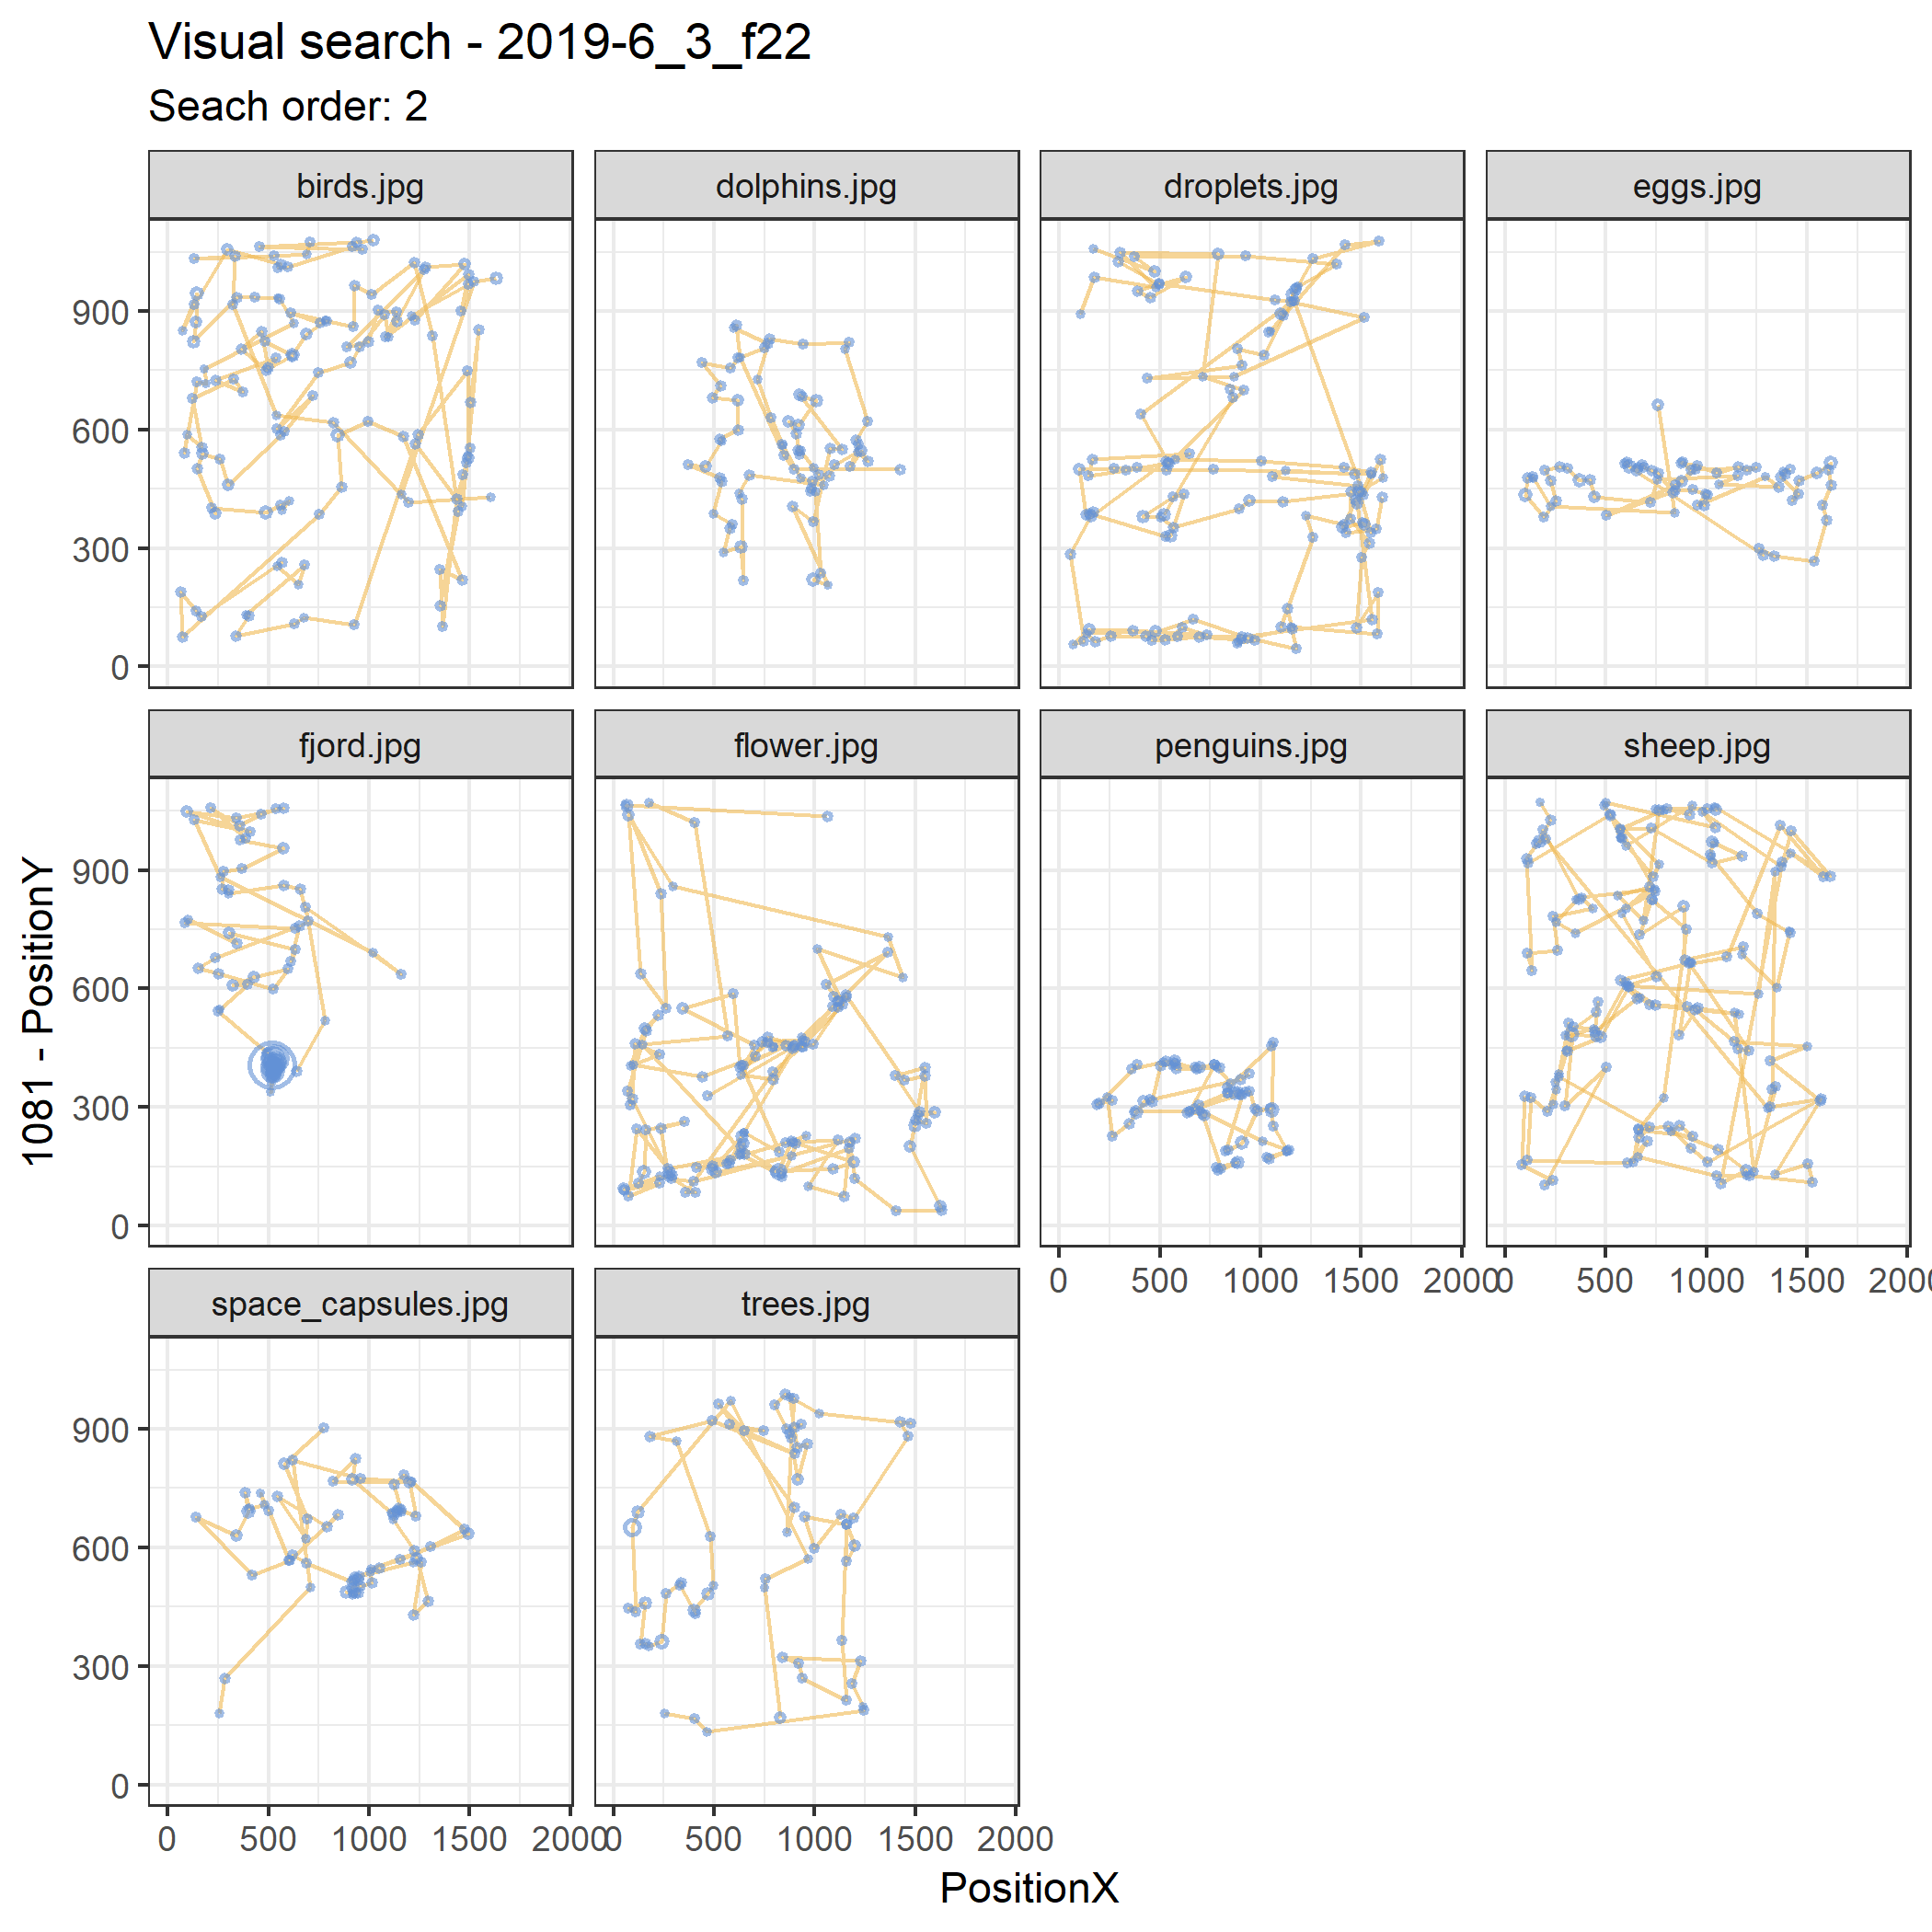 Visual search - 2019-6_3_f22
Seach order: 2
birds.jpg
dolphins.jpg
droplets.jpg
eggs.jpg
900
600
300
0
fjord.jpg
flower.jpg
penguins.jpg
sheep.jpg
900
600
300
0
0 500 1000 1500 2000
0 500 1000 1500 2000
space_capsules.jpg
trees.jpg
900
600
300
0
0 500 1000 1500 2000
0 500 1000 1500 2000
PositionX
1081 - PositionY